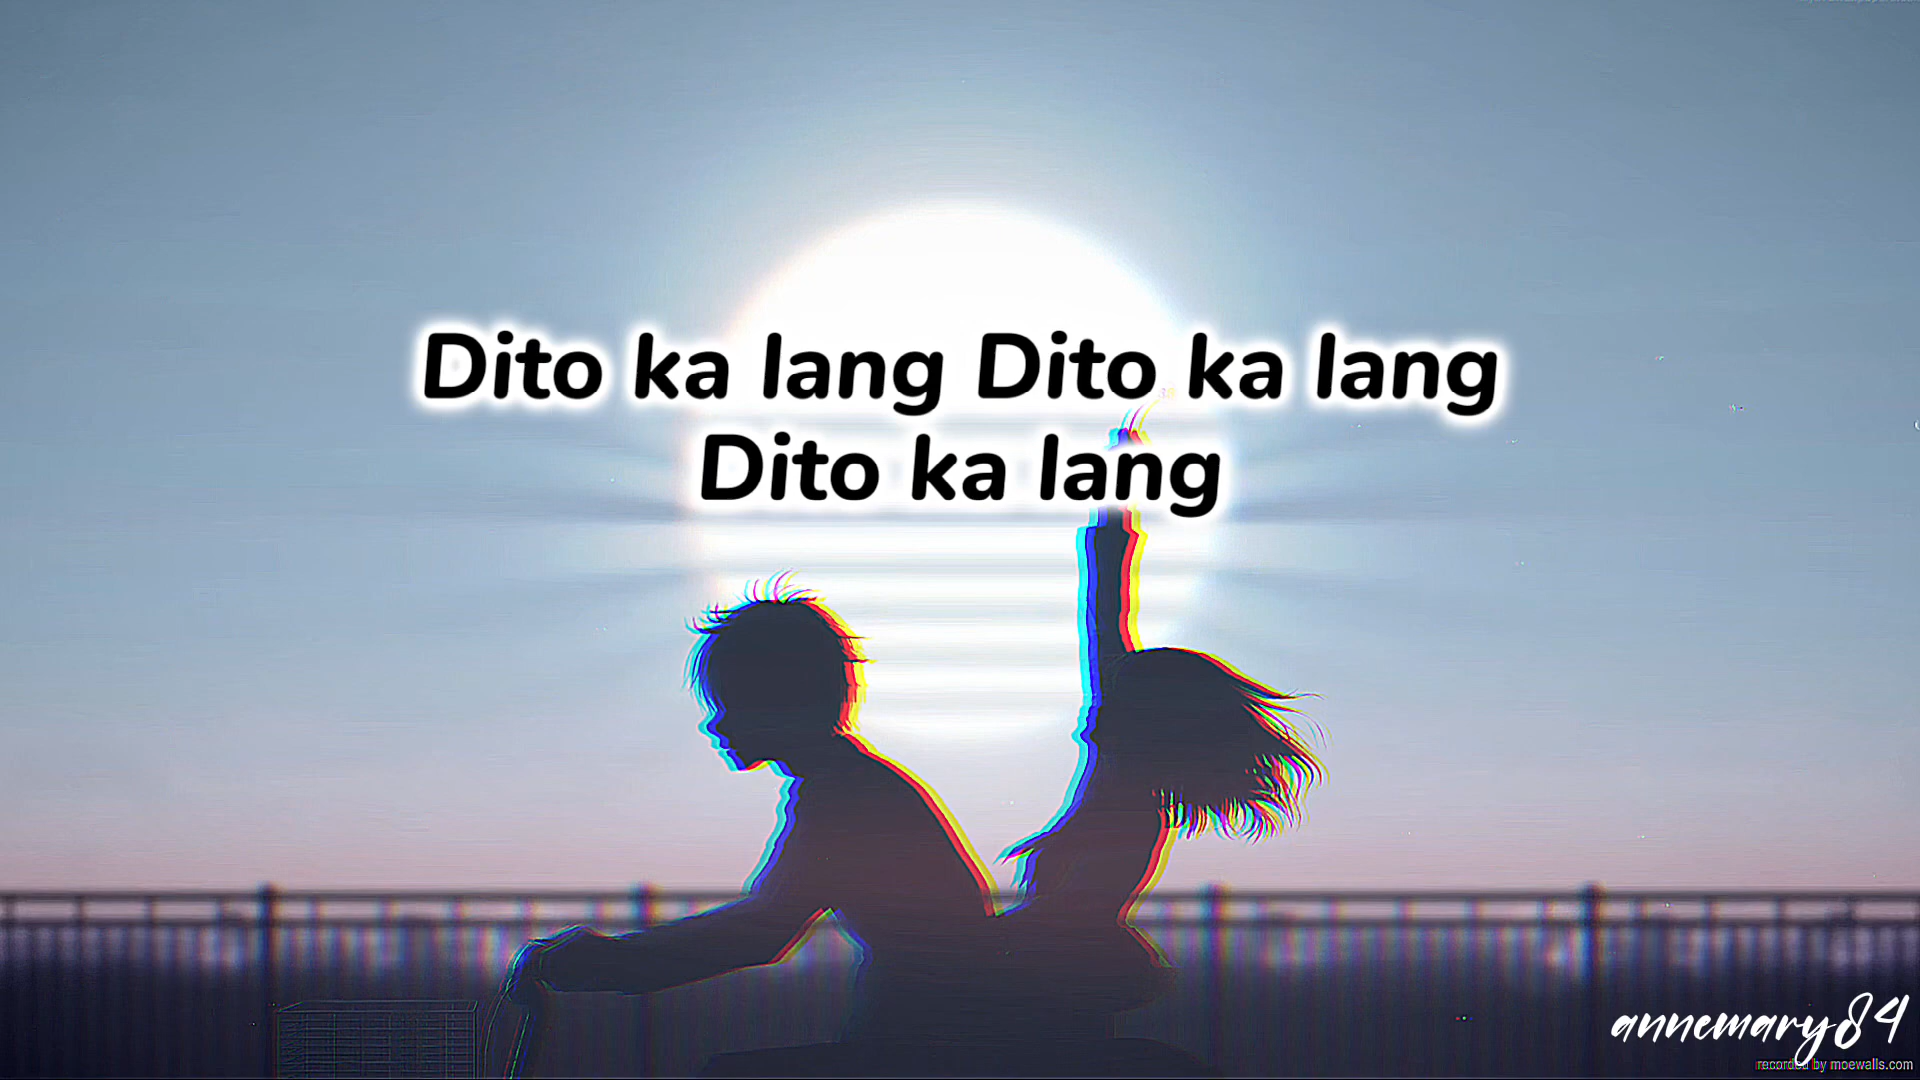 Dito ka lang Dito ka lang
Dito ka lang
annemary84
recorded by moewalls.com